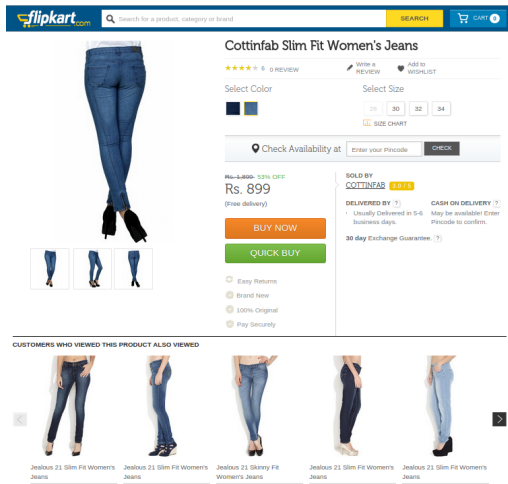 flipkart.com
Search for a product, category or brand
SEARCH
CART 0
Cottinfab Slim Fit Women's Jeans
6 0 REVIEW
Write a REVIEW
Add to WISHLIST
Select Color
Select Size
28 30 32 34
SIZE CHART
Check Availability at
Enter your Pincode
CHECK
Rs. 1,899 53% OFF
Rs. 899
(Free delivery)
BUY NOW
QUICK BUY
Easy Returns
Brand New
100% Original
Pay Securely
SOLD BY
COTTINFAB 3.8 / 5
DELIVERED BY ?
Usually Delivered in 5-6
business days.
CASH ON DELIVERY ?
May be available! Enter
Pincode to confirm.
30 day Exchange Guarantee. ?
CUSTOMERS WHO VIEWED THIS PRODUCT ALSO VIEWED
Jealous 21 Slim Fit Women's
Jeans
Jealous 21 Slim Fit Women's
Jeans
Jealous 21 Skinny Fit
Women's Jeans
Jealous 21 Slim Fit Women's
Jeans
Jealous 21 Slim Fit Women's
Jeans